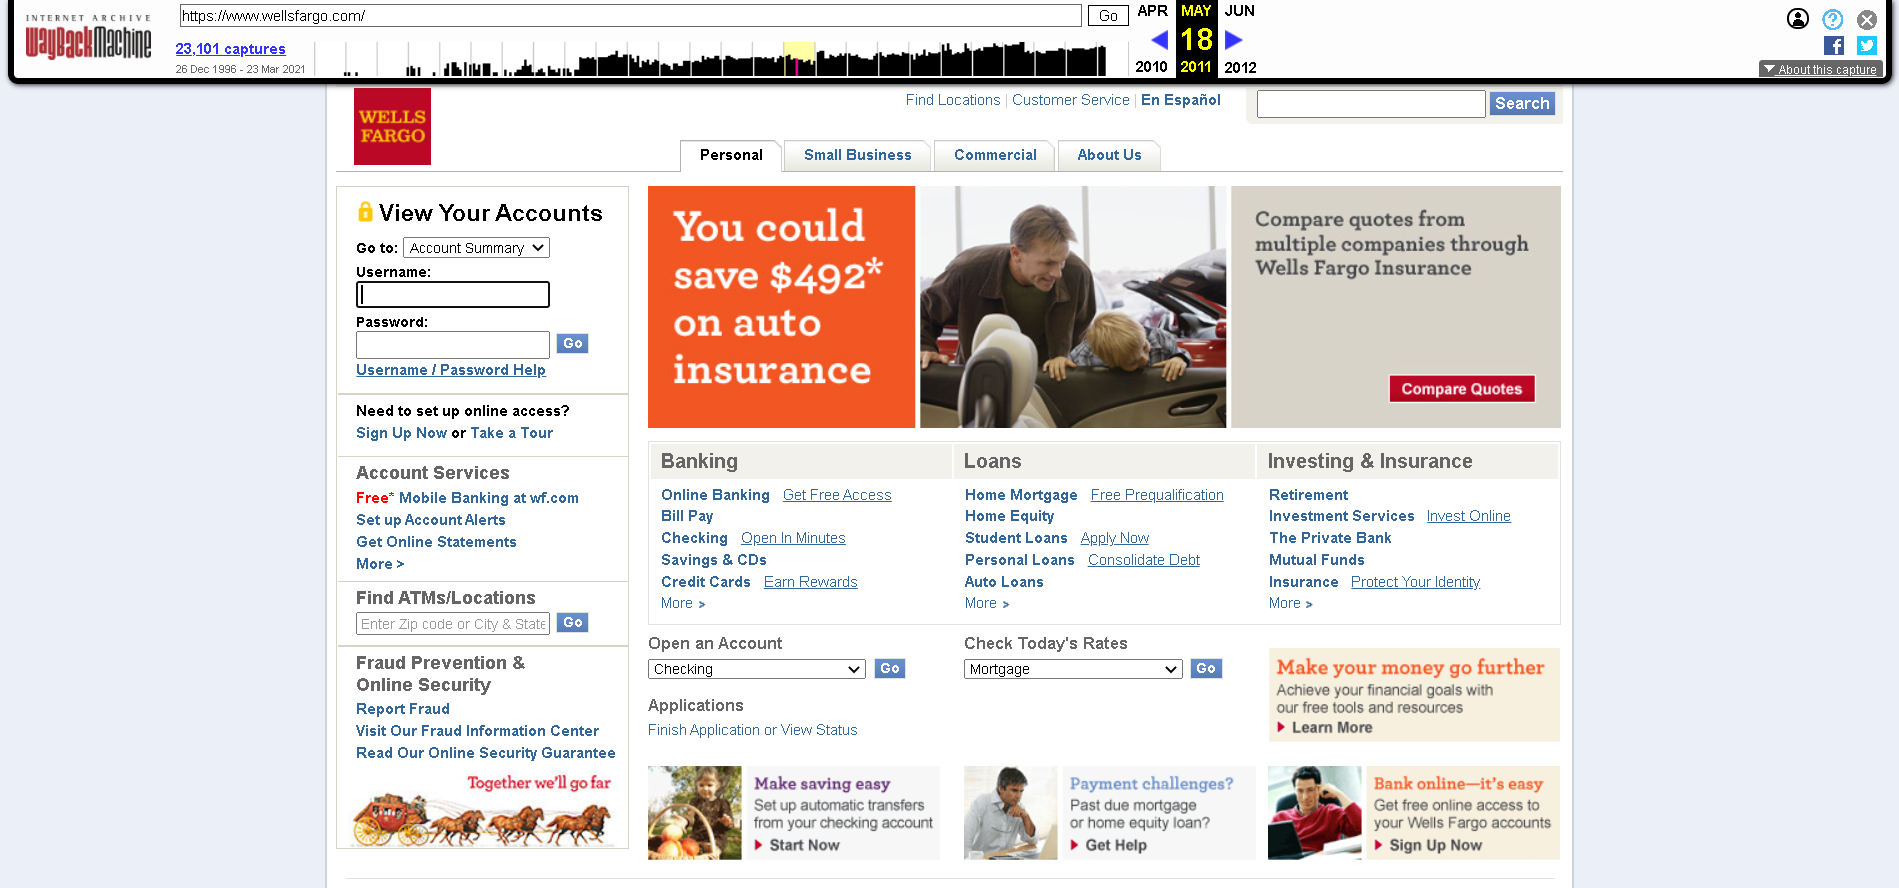 INTERNET ARCHIVE
WayBackMachine
https://www.wellsfargo.com/
Go
APR MAY JUN
23,101 captures
18
26 Dec 1996 - 23 Mar 2021
2010 2011 2012
About this capture
WELLS FARGO
Find Locations | Customer Service | En Español
Search
Personal
Small Business
Commercial
About Us
View Your Accounts
Go to: Account Summary
Username:
Password:
Go
Username / Password Help
Need to set up online access?
Sign Up Now or Take a Tour
Account Services
Free* Mobile Banking at wf.com
Set up Account Alerts
Get Online Statements
More >
Find ATMs/Locations
Enter Zip code or City & State
Go
Fraud Prevention &
Online Security
Report Fraud
Visit Our Fraud Information Center
Read Our Online Security Guarantee
Together we'll go far
You could
save $492*
on auto
insurance
Compare quotes from
multiple companies through
Wells Fargo Insurance
Compare Quotes
Banking
Online Banking Get Free Access
Bill Pay
Checking Open In Minutes
Savings & CDs
Credit Cards Earn Rewards
More >
Loans
Home Mortgage Free Prequalification
Home Equity
Student Loans Apply Now
Personal Loans Consolidate Debt
Auto Loans
More >
Investing & Insurance
Retirement
Investment Services Invest Online
The Private Bank
Mutual Funds
Insurance Protect Your Identity
More >
Open an Account
Checking
Go
Check Today's Rates
Mortgage
Go
Applications
Finish Application or View Status
Make your money go further
Achieve your financial goals with
our free tools and resources
Learn More
Make saving easy
Set up automatic transfers
from your checking account
Start Now
Payment challenges?
Past due mortgage
or home equity loan?
Get Help
Bank online—it's easy
Get free online access to
your Wells Fargo accounts
Sign Up Now